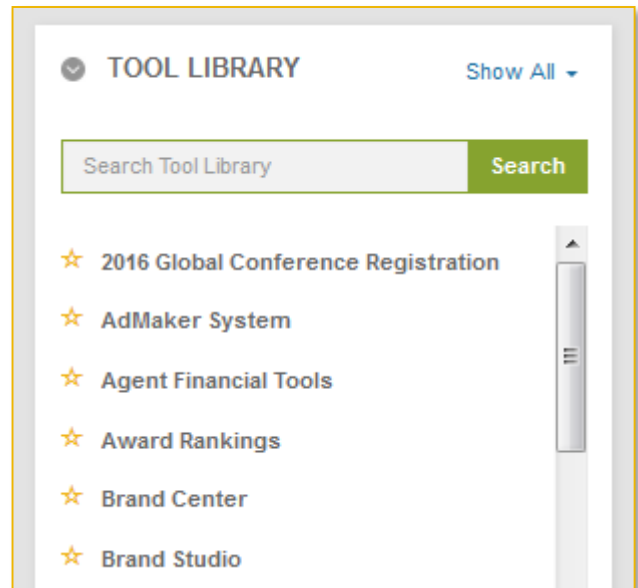 TOOL LIBRARY
Show All
Search Tool Library
Search
2016 Global Conference Registration
AdMaker System
Agent Financial Tools
Award Rankings
Brand Center
Brand Studio